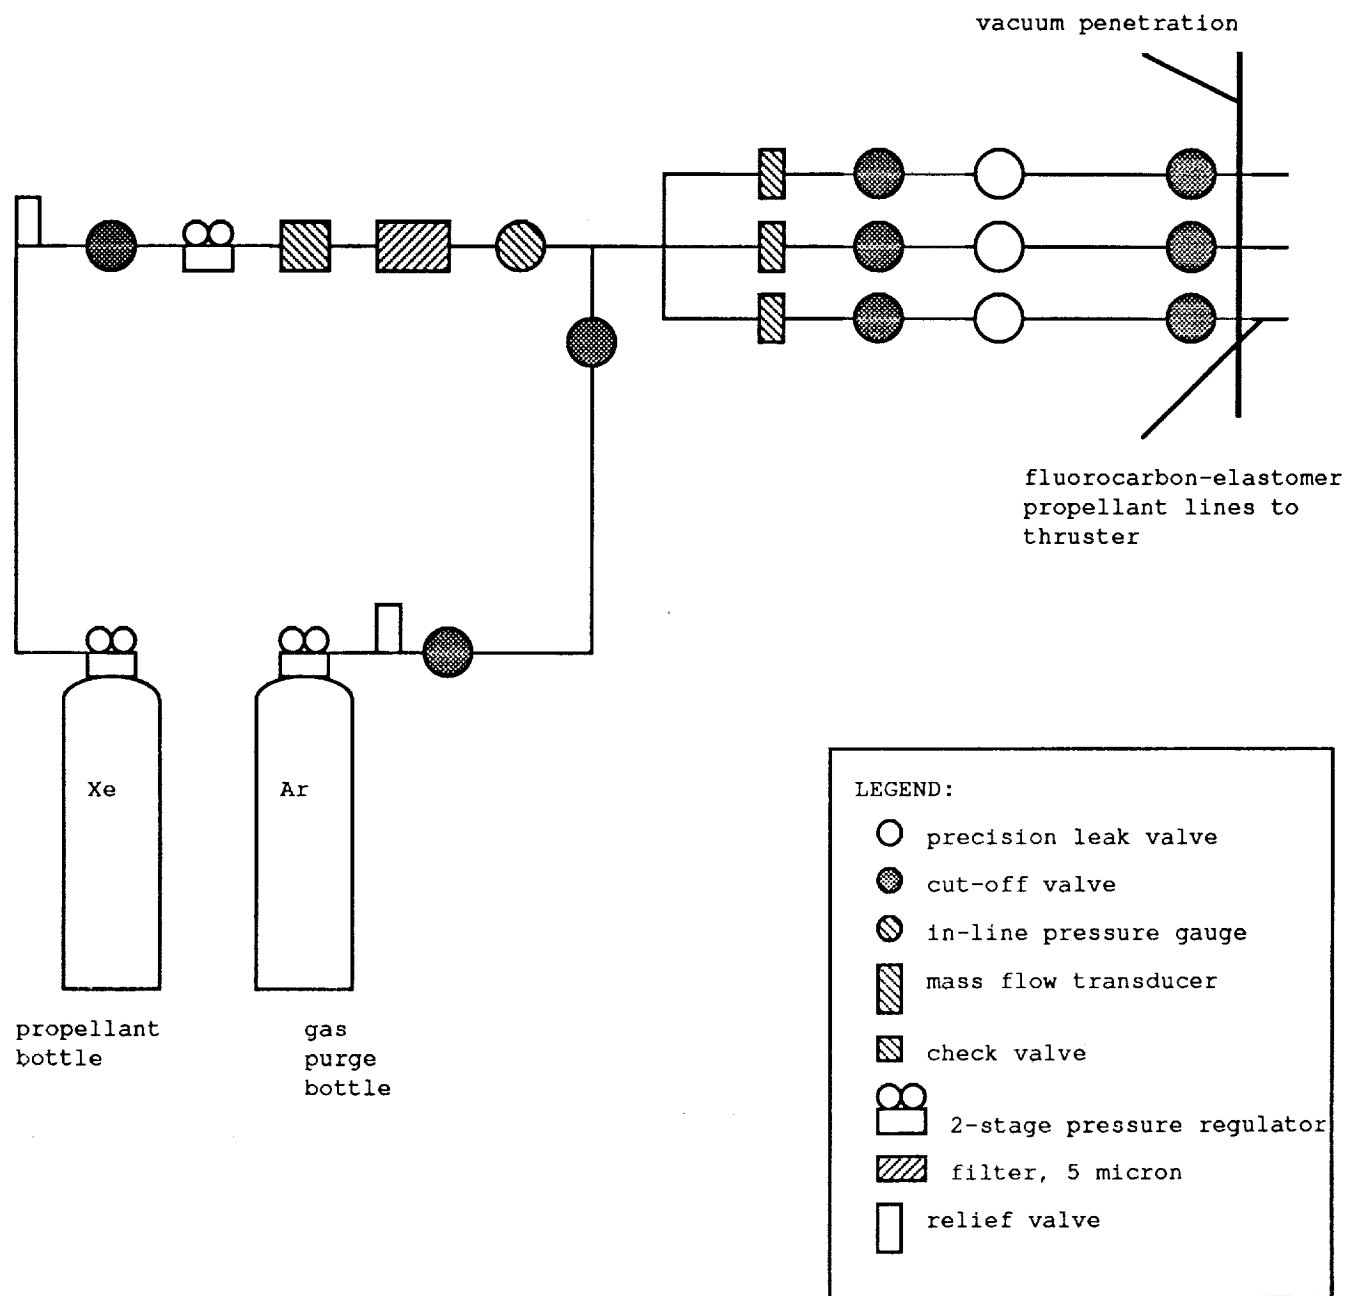 vacuum penetration
fluorocarbon-elastomer
propellant lines to
thruster
Xe
Ar
propellant
bottle
gas
purge
bottle
LEGEND:
precision leak valve
cut-off valve
in-line pressure gauge
mass flow transducer
check valve
2-stage pressure regulator
filter, 5 micron
relief valve